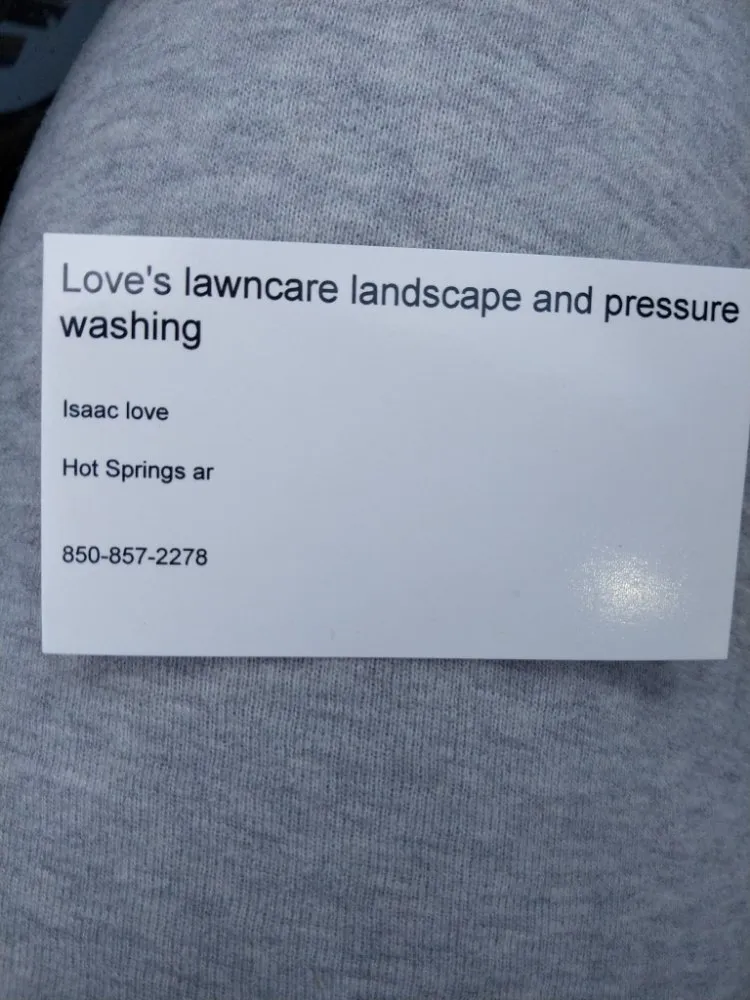 Love's lawncare landscape and pressure
washing
Isaac love
Hot Springs ar
850-857-2278